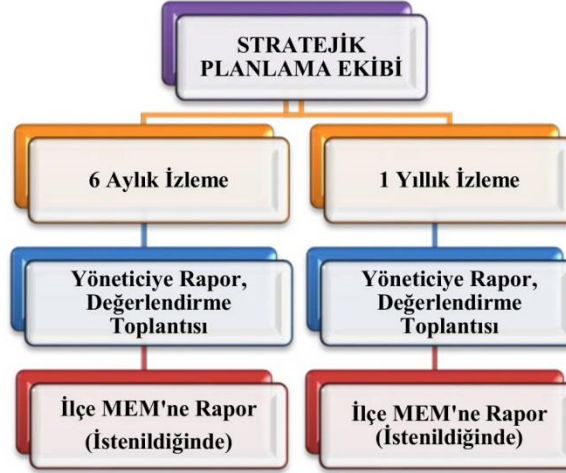 STRATEJİK
PLANLAMA EKİBİ
6 Aylık İzleme
1 Yıllık İzleme
Yöneticiye Rapor,
Değerlendirme
Toplantısı
Yöneticiye Rapor,
Değerlendirme
Toplantısı
İlçe MEM'ne Rapor
(İstenildiğinde)
İlçe MEM'ne Rapor
(İstenildiğinde)